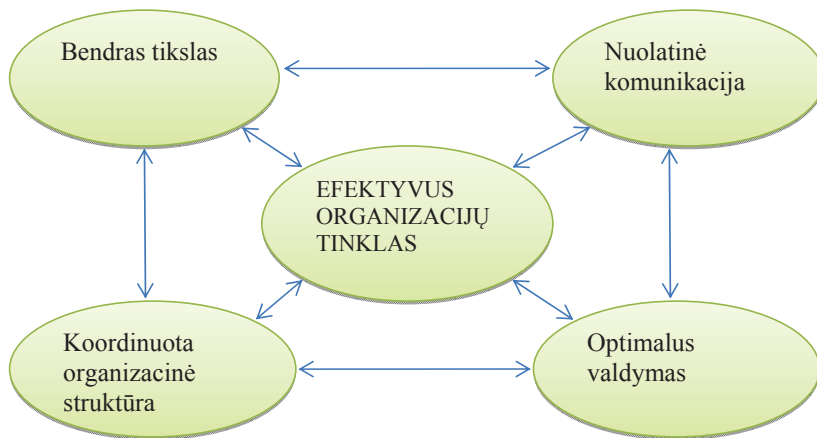 Bendras tikslas
Nuolatinė
komunikacija
EFEKTYVUS
ORGANIZACIJŲ
TINKLAS
Koordinuota
organizacinė
struktūra
Optimalus
valdymas